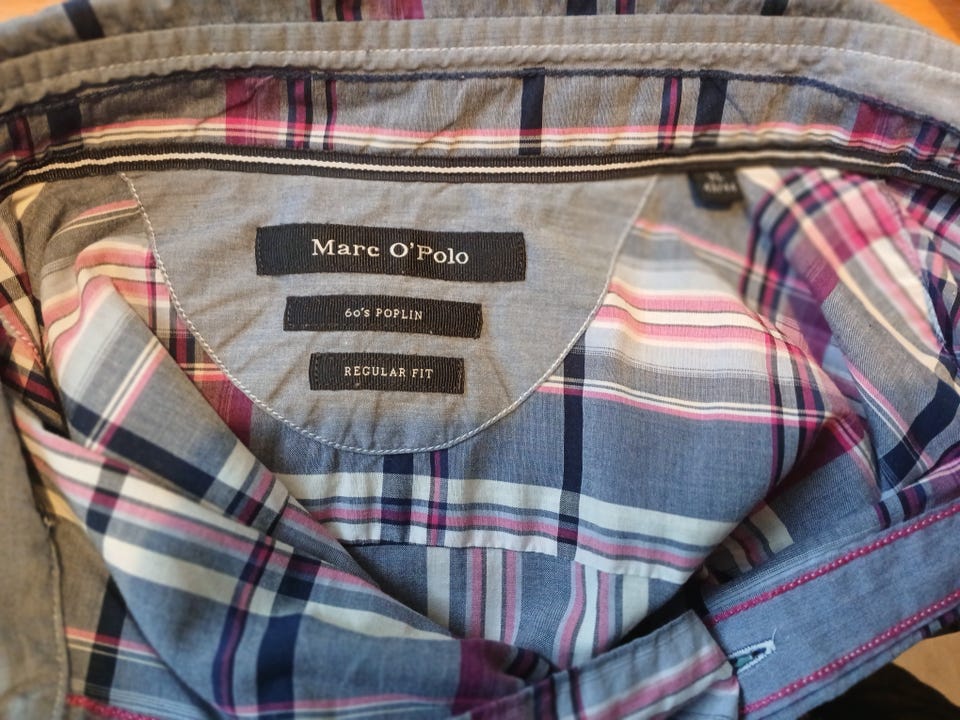 Marc O'Polo
60's POPLIN
REGULAR FIT